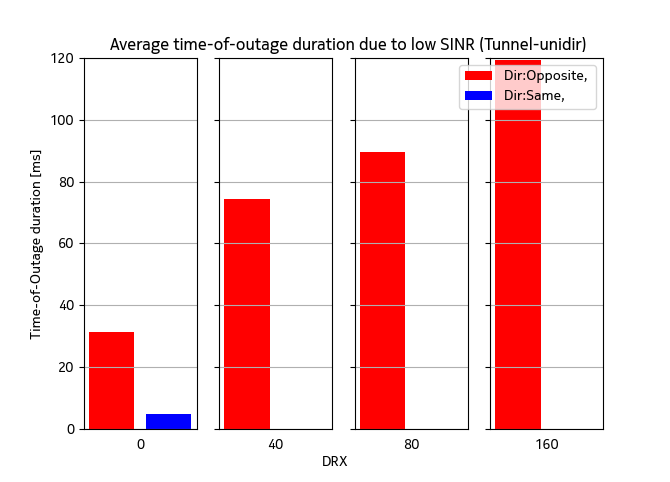 Average time-of-outage duration due to low SINR (Tunnel-unidir)
Time-of-Outage duration [ms]
120
100
80
60
40
20
0
Dir:Opposite,
Dir:Same,
0
40
80
160
DRX